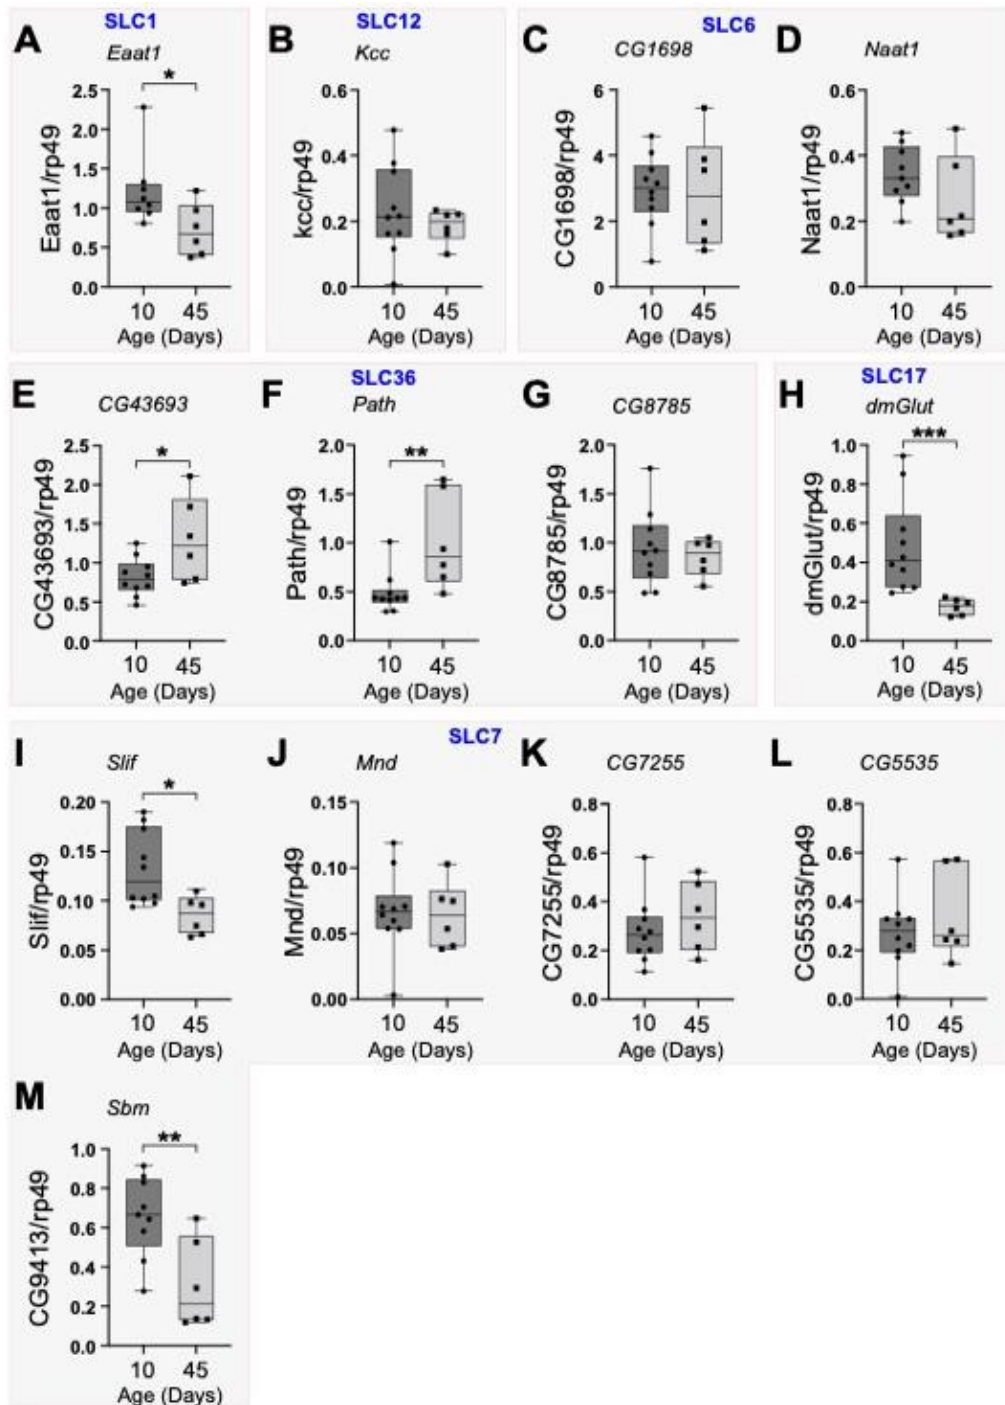 SLC1 SLC12 SLC6
A Eaat1 B Kcc C CG1698 D Naat1
*
Eaat1/rp49
2.5
2.0
1.5
1.0
0.5
0.0
10 45
Age (Days)
kcc/rp49
0.6
0.4
0.2
0.0
10 45
Age (Days)
CG1698/rp49
6
4
2
0
10 45
Age (Days)
Naat1/rp49
0.6
0.4
0.2
0.0
10 45
Age (Days)
SLC36 SLC17
E CG43693 F Path G CG8785 H dmGlut
*
CG43693/rp49
2.5
2.0
1.5
1.0
0.5
0.0
10 45
Age (Days)
**
Path/rp49
2.0
1.5
1.0
0.5
0.0
10 45
Age (Days)
CG8785/rp49
2.0
1.5
1.0
0.5
0.0
10 45
Age (Days)
***
dmGlut/rp49
1.0
0.8
0.6
0.4
0.2
0.0
10 45
Age (Days)
SLC7
I Slif J Mnd K CG7255 L CG5535
*
Slif/rp49
0.20
0.15
0.10
0.05
0.00
10 45
Age (Days)
Mnd/rp49
0.15
0.10
0.05
0.00
10 45
Age (Days)
CG7255/rp49
0.8
0.6
0.4
0.2
0.0
10 45
Age (Days)
CG55535/rp49
0.8
0.6
0.4
0.2
0.0
10 45
Age (Days)
M Sbm
**
CG9413/rp49
1.0
0.8
0.6
0.4
0.2
0.0
10 45
Age (Days)